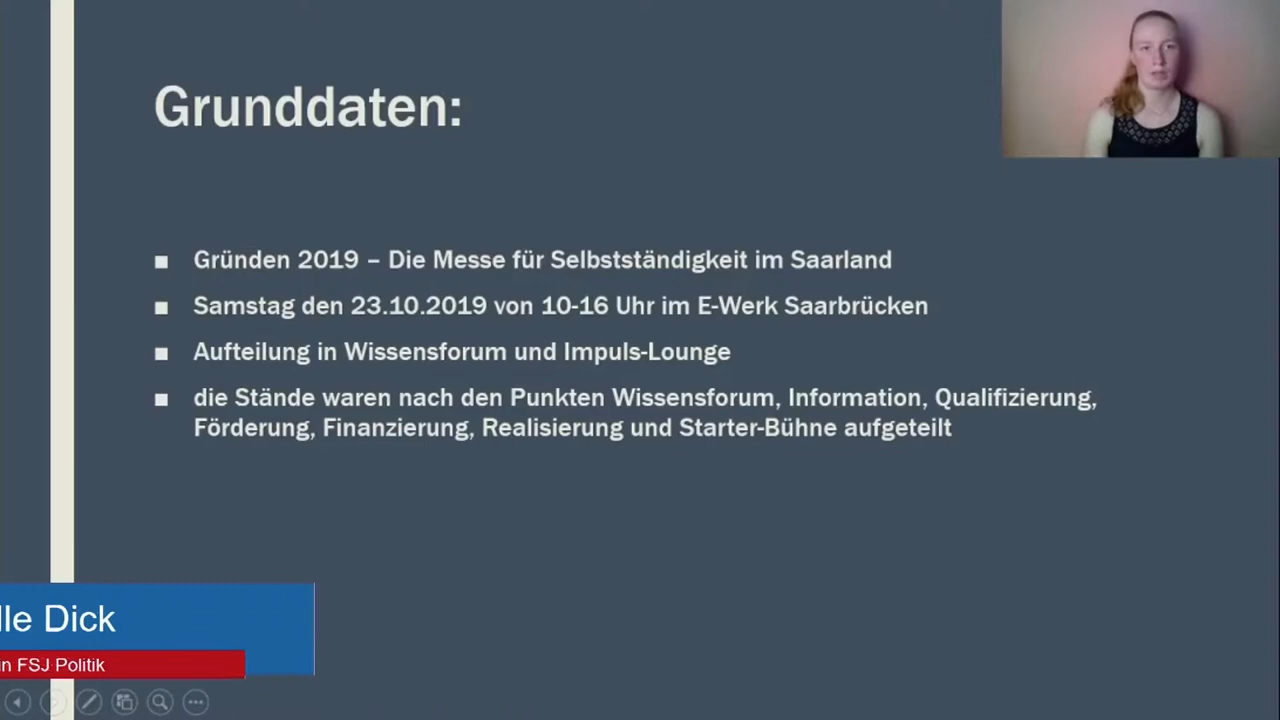 Grunddaten:
Gründen 2019 – Die Messe für Selbstständigkeit im Saarland
Samstag den 23.10.2019 von 10-16 Uhr im E-Werk Saarbrücken
Aufteilung in Wissensforum und Impuls-Lounge
die Stände waren nach den Punkten Wissensforum, Information, Qualifizierung,
Förderung, Finanzierung, Realisierung und Starter-Bühne aufgeteilt
Dick
FSJ Politik